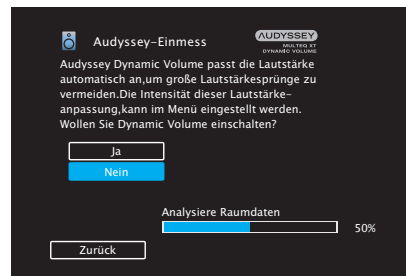 Audyssey-Einmess
AUDYSSEY
MULTEQ XT
DYNAMIC VOLUME
Audyssey Dynamic Volume passt die Lautstärke
automatisch an,um große Lautstärkesprünge zu
vermeiden.Die Intensität dieser Lautstärke-
anpassung,kann im Menü eingestellt werden.
Wollen Sie Dynamic Volume einschalten?
Ja
Nein
Analysiere Raumdaten
50%
Zurück